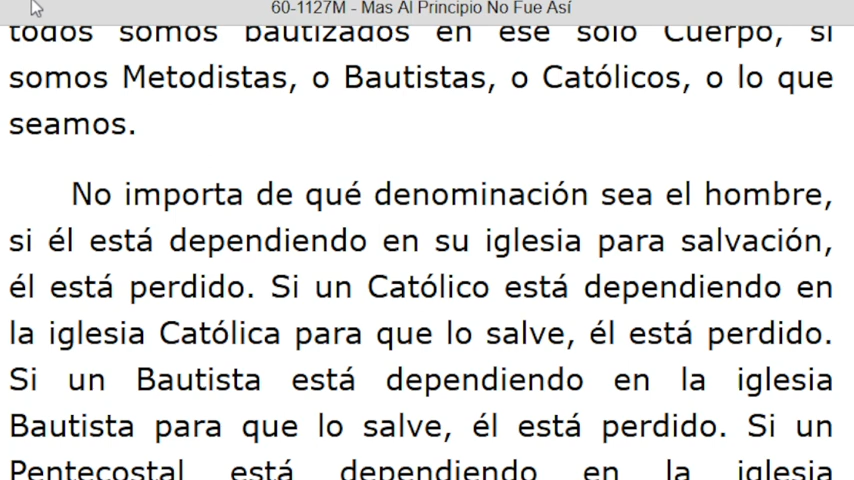 60-1127M - Mas Al Principio No Fue Así
todos somos bautizados en ese solo Cuerpo, si
somos Metodistas, o Bautistas, o Católicos, o lo que
seamos.
No importa de qué denominación sea el hombre,
si él está dependiendo en su iglesia para salvación,
él está perdido. Si un Católico está dependiendo en
la iglesia Católica para que lo salve, él está perdido.
Si un Bautista está dependiendo en la iglesia
Bautista para que lo salve, él está perdido. Si un
Pentecostal está dependiendo en la iglesia